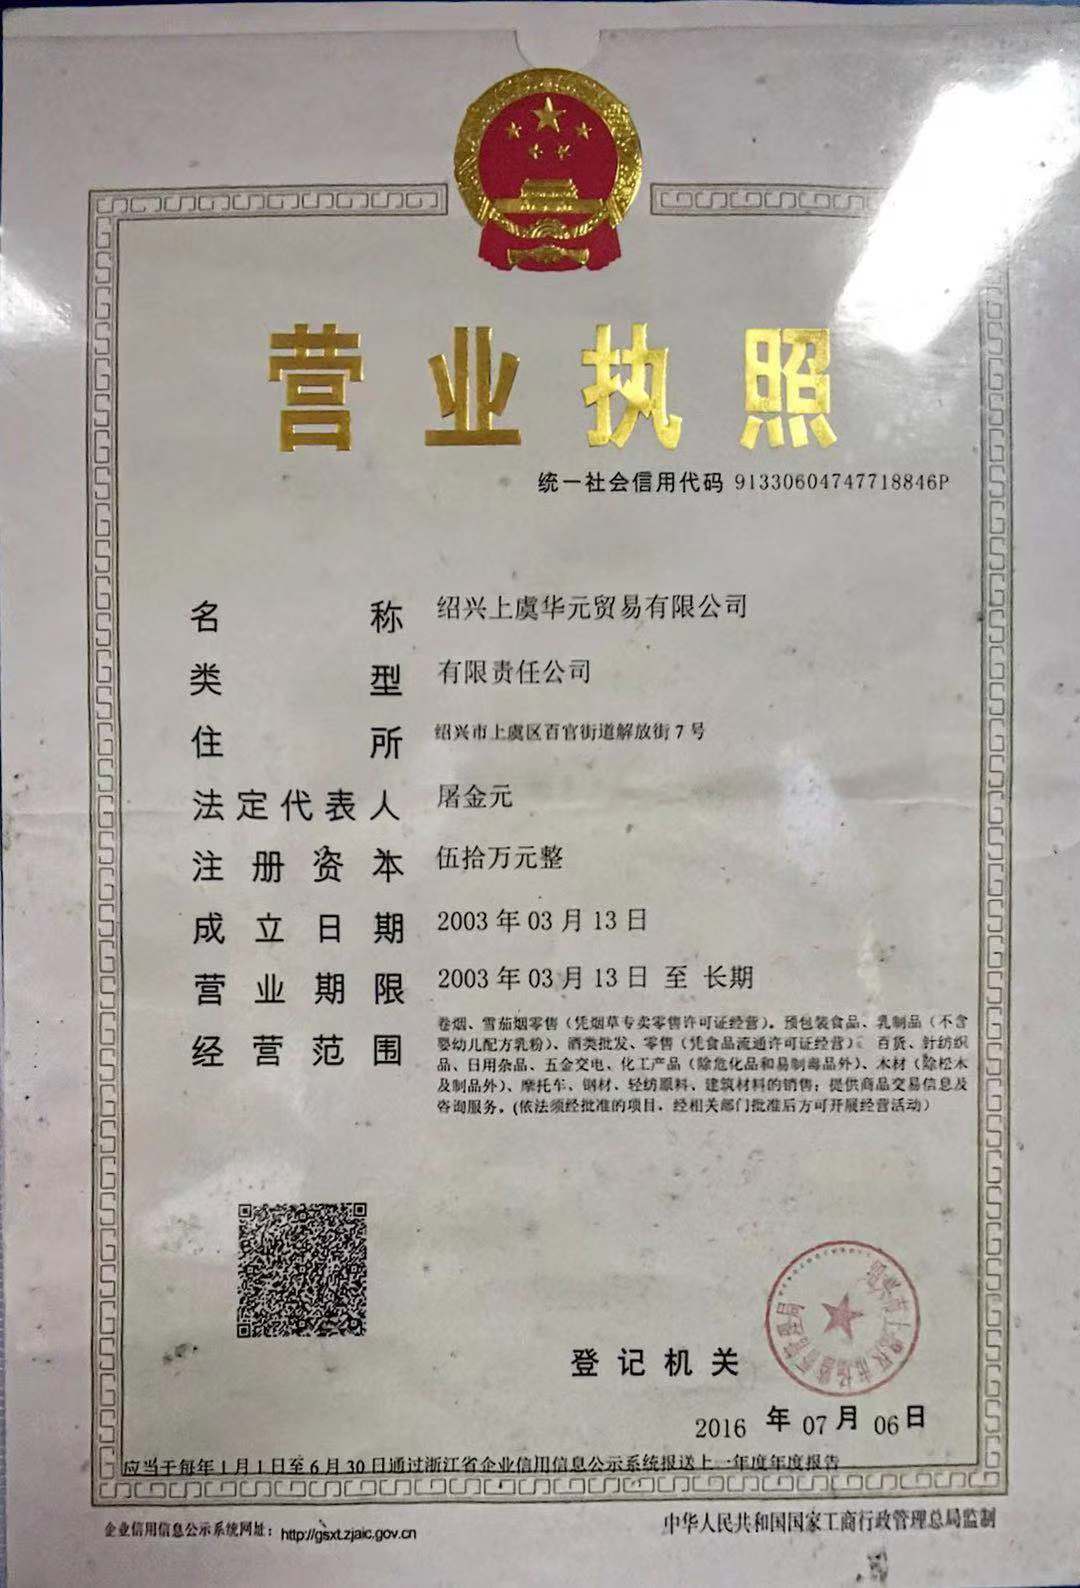 营业执照
统一社会信用代码 91330604747718846P
名称 绍兴上虞华元贸易有限公司
类型 有限责任公司
住所 绍兴市上虞区百官街道解放街7号
法定代表人 屠金元
注册资本 伍拾万元整
成立日期 2003年03月13日
营业期限 2003年03月13日 至 长期
经营范围 卷烟、雪茄烟零售（凭烟草专卖零售许可证经营）。预包装食品、乳制品（不含
婴幼儿配方乳粉）、酒类批发、零售（凭食品流通许可证经营）。百货、针纺织
品、日用杂品、五金交电、化工产品（除危化品和易制毒品外）、木材（除松木
及制品外）、摩托车、钢材、轻纺原料、建筑材料的销售；提供商品交易信息及
咨询服务。(依法须经批准的项目，经相关部门批准后方可开展经营活动）
登记机关
2016年07月06日
应当于每年1月1日至6月30日通过浙江省企业信用信息公示系统报送上一年度年度报告
企业信用信息公示系统网址：http://gsxt.zjaic.gov.cn
中华人民共和国国家工商行政管理总局监制